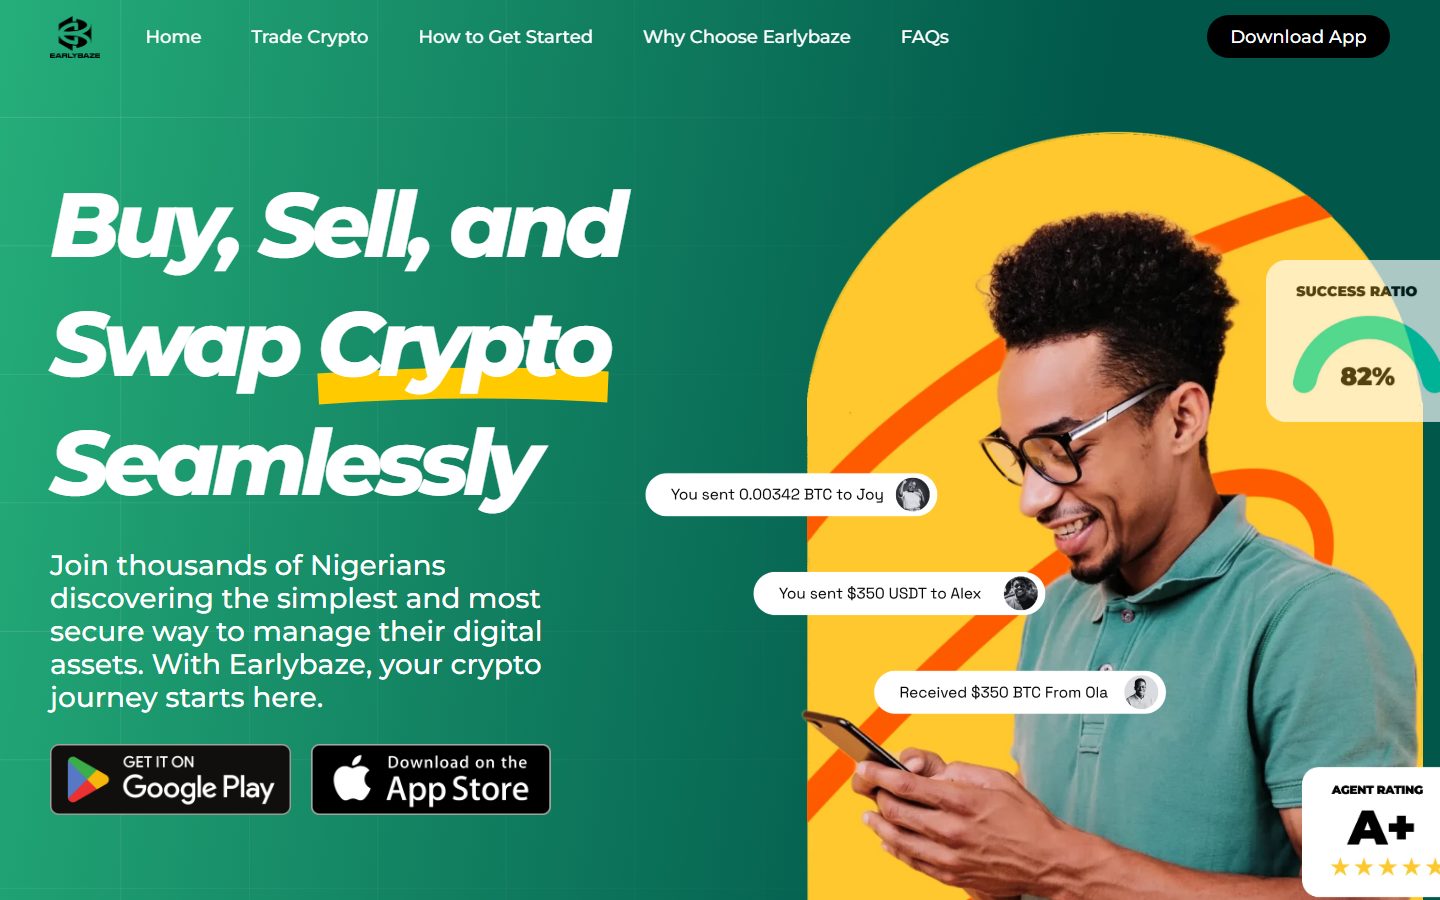 EARLYBAZE
Home
Trade Crypto
How to Get Started
Why Choose Earlybaze
FAQs
Download App
Buy, Sell, and
Swap Crypto
Seamlessly
Join thousands of Nigerians
discovering the simplest and most
secure way to manage their digital
assets. With Earlybaze, your crypto
journey starts here.
GET IT ON
Google Play
Download on the
App Store
SUCCESS RATIO
82%
You sent 0.00342 BTC to Joy
You sent $350 USDT to Alex
Received $350 BTC From Ola
AGENT RATING
A+